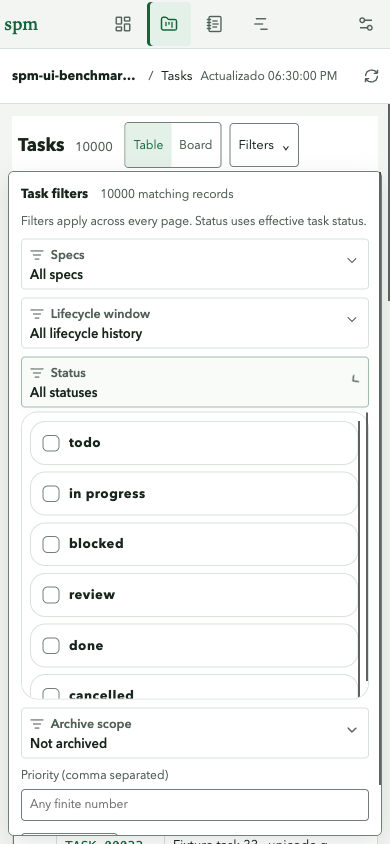 spm
spm-ui-benchmar... / Tasks Actualizado 06:30:00 PM
Tasks 10000 Table Board Filters
Task filters 10000 matching records
Filters apply across every page. Status uses effective task status.
Specs
All specs
Lifecycle window
All lifecycle history
Status
All statuses
todo
in progress
blocked
review
done
cancelled
Archive scope
Not archived
Priority (comma separated)
Any finite number